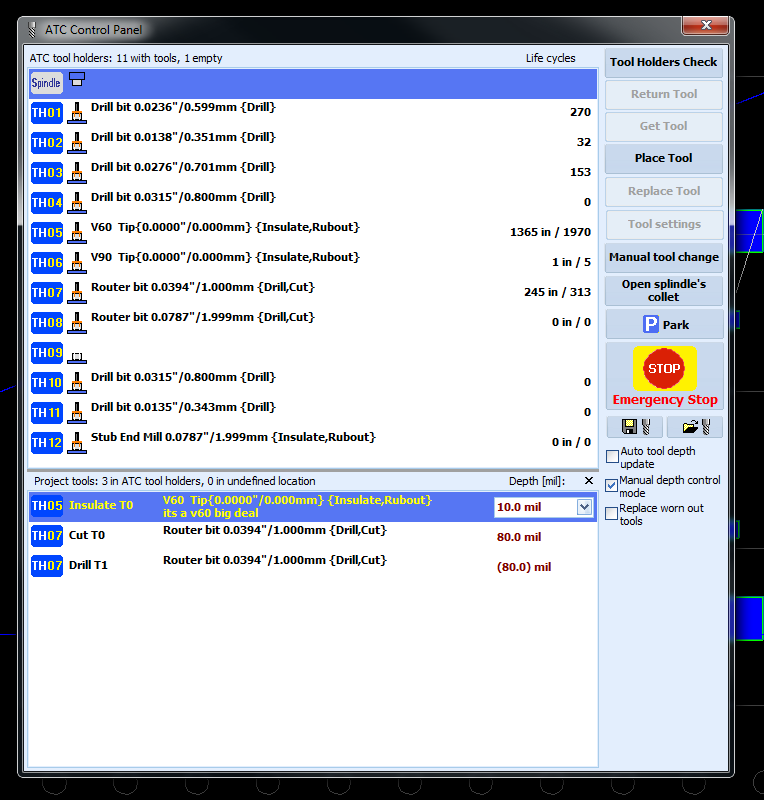 ATC Control Panel
ATC tool holders: 11 with tools, 1 empty Life cycles
Spindle
TH01 Drill bit 0.0236"/0.599mm {Drill} 270
TH02 Drill bit 0.0138"/0.351mm {Drill} 32
TH03 Drill bit 0.0276"/0.701mm {Drill} 153
TH04 Drill bit 0.0315"/0.800mm {Drill} 0
TH05 V60 Tip{0.0000"/0.000mm} {Insulate,Rubout} 1365 in / 1970
TH06 V90 Tip{0.0000"/0.000mm} {Insulate,Rubout} 1 in / 5
TH07 Router bit 0.0394"/1.000mm {Drill,Cut} 245 in / 313
TH08 Router bit 0.0787"/1.999mm {Drill,Cut} 0 in / 0
TH09
TH10 Drill bit 0.0315"/0.800mm {Drill} 0
TH11 Drill bit 0.0135"/0.343mm {Drill} 0
TH12 Stub End Mill 0.0787"/1.999mm {Insulate,Rubout} 0 in / 0
Project tools: 3 in ATC tool holders, 0 in undefined location Depth [mil]:
TH05 Insulate T0 V60 Tip{0.0000"/0.000mm} {Insulate,Rubout} 10.0 mil
its a v60 big deal
TH07 Cut T0 Router bit 0.0394"/1.000mm {Drill,Cut} 80.0 mil
TH07 Drill T1 Router bit 0.0394"/1.000mm {Drill,Cut} (80.0) mil
Tool Holders Check
Return Tool
Get Tool
Place Tool
Replace Tool
Tool settings
Manual tool change
Open splindle's
collet
P Park
STOP
Emergency Stop
Auto tool depth
update
Manual depth control
mode
Replace worn out
tools